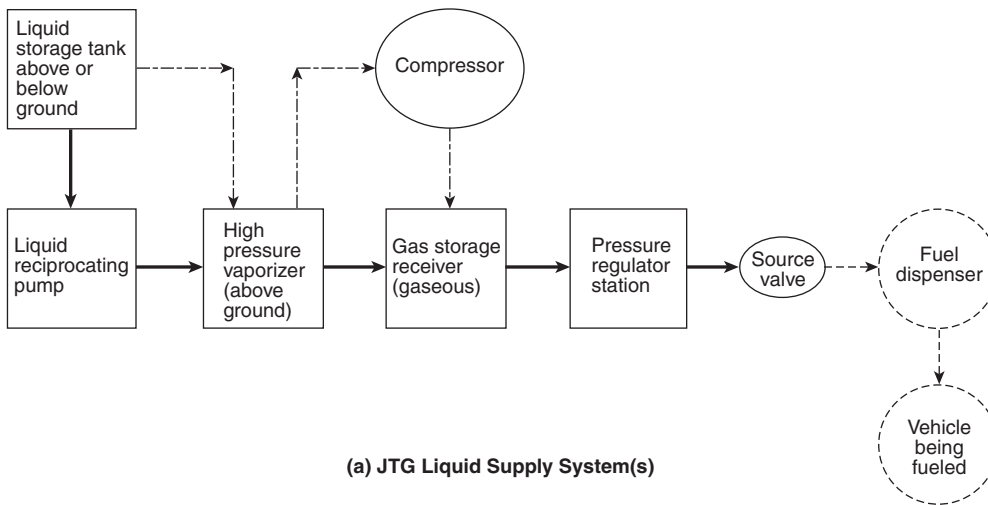 Liquid
storage tank
above or
below
ground
Compressor
Liquid
reciprocating
pump
High
pressure
vaporizer
(above
ground)
Gas storage
receiver
(gaseous)
Pressure
regulator
station
Source
valve
Fuel
dispenser
Vehicle
being
fueled
(a) JTG Liquid Supply System(s)